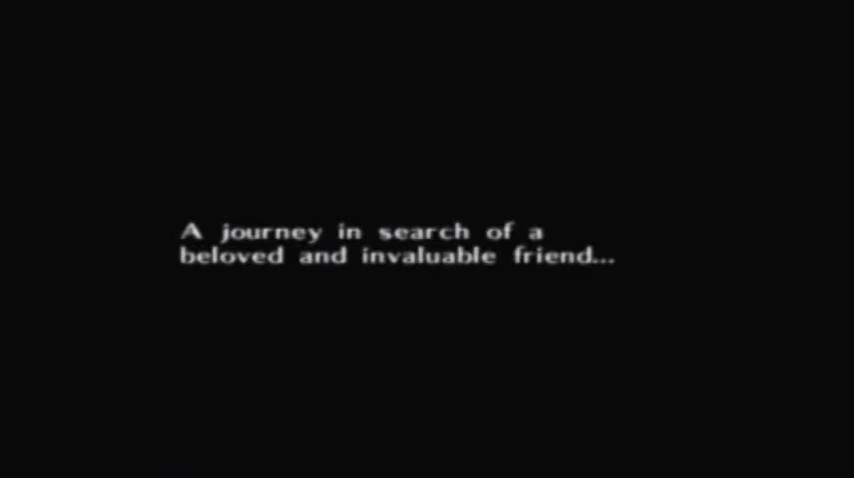 A journey in search of a
beloved and invaluable friend...